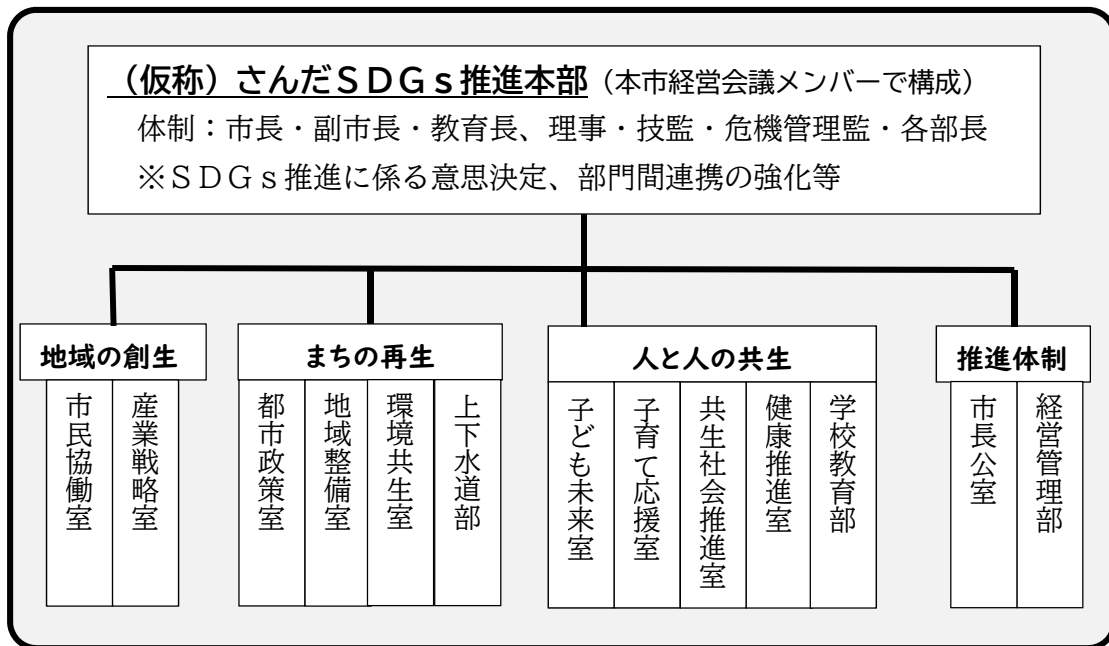 （仮称）さんだＳＤＧｓ推進本部（本市経営会議メンバーで構成）
体制：市長・副市長・教育長、理事・技監・危機管理監・各部長
※ＳＤＧｓ推進に係る意思決定、部門間連携の強化等
地域の創生
市民協働室
産業戦略室
まちの再生
都市政策室
地域整備室
環境共生室
上下水道部
人と人の共生
子ども未来室
子育て応援室
共生社会推進室
健康推進室
学校教育部
推進体制
市長公室
経営管理部